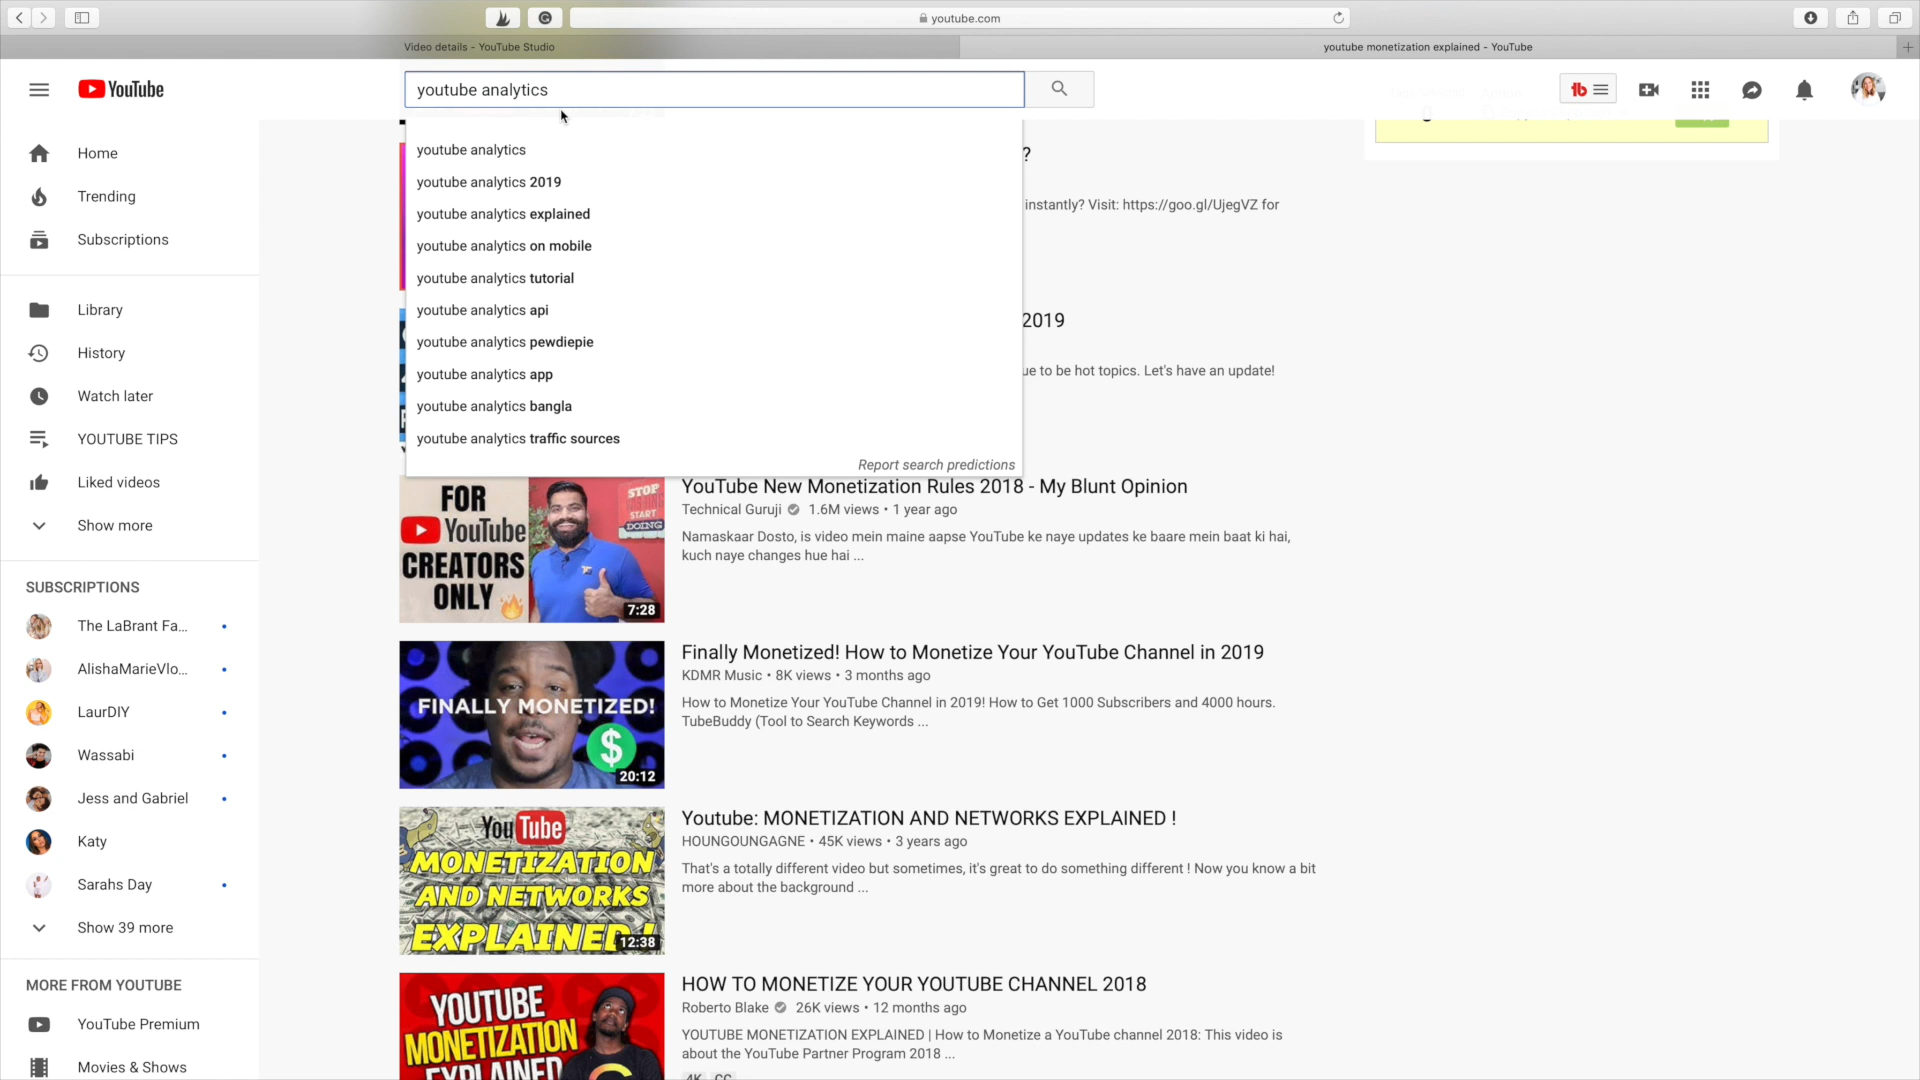 youtube.com
Video details - YouTube Studio
youtube monetization explained - YouTube
YouTube
youtube analytics
tb
Home
Trending
Subscriptions
Library
History
Watch later
YOUTUBE TIPS
Liked videos
Show more
SUBSCRIPTIONS
The LaBrant Fa...
AlishaMarieVlo...
LaurDIY
Wassabi
Jess and Gabriel
Katy
Sarahs Day
Show 39 more
MORE FROM YOUTUBE
YouTube Premium
Movies & Shows
youtube analytics
youtube analytics 2019
youtube analytics explained
youtube analytics on mobile
youtube analytics tutorial
youtube analytics api
youtube analytics pewdiepie
youtube analytics app
youtube analytics bangla
youtube analytics traffic sources
Report search predictions
?
instantly? Visit: https://goo.gl/UjegVZ for
2019
ue to be hot topics. Let's have an update!
FOR
YouTube
CREATORS
ONLY
STOP
START
DOING
7:28
YouTube New Monetization Rules 2018 - My Blunt Opinion
Technical Guruji 1.6M views • 1 year ago
Namaskaar Dosto, is video mein maine aapse YouTube ke naye updates ke baare mein baat ki hai,
kuch naye changes hue hai ...
FINALLY MONETIZED!
$
20:12
Finally Monetized! How to Monetize Your YouTube Channel in 2019
KDMR Music • 8K views • 3 months ago
How to Monetize Your YouTube Channel in 2019! How to Get 1000 Subscribers and 4000 hours.
TubeBuddy (Tool to Search Keywords ...
YouTube
MONETIZATION
AND NETWORKS
EXPLAINED!
12:38
Youtube: MONETIZATION AND NETWORKS EXPLAINED !
HOUNGOUNGAGNE • 45K views • 3 years ago
That's a totally different video but sometimes, it's great to do something different ! Now you know a bit
more about the background ...
YOUTUBE
MONETIZATION
EXPLAINED
HOW TO MONETIZE YOUR YOUTUBE CHANNEL 2018
Roberto Blake 26K views • 12 months ago
YOUTUBE MONETIZATION EXPLAINED | How to Monetize a YouTube channel 2018: This video is
about the YouTube Partner Program 2018 ...
4K CC